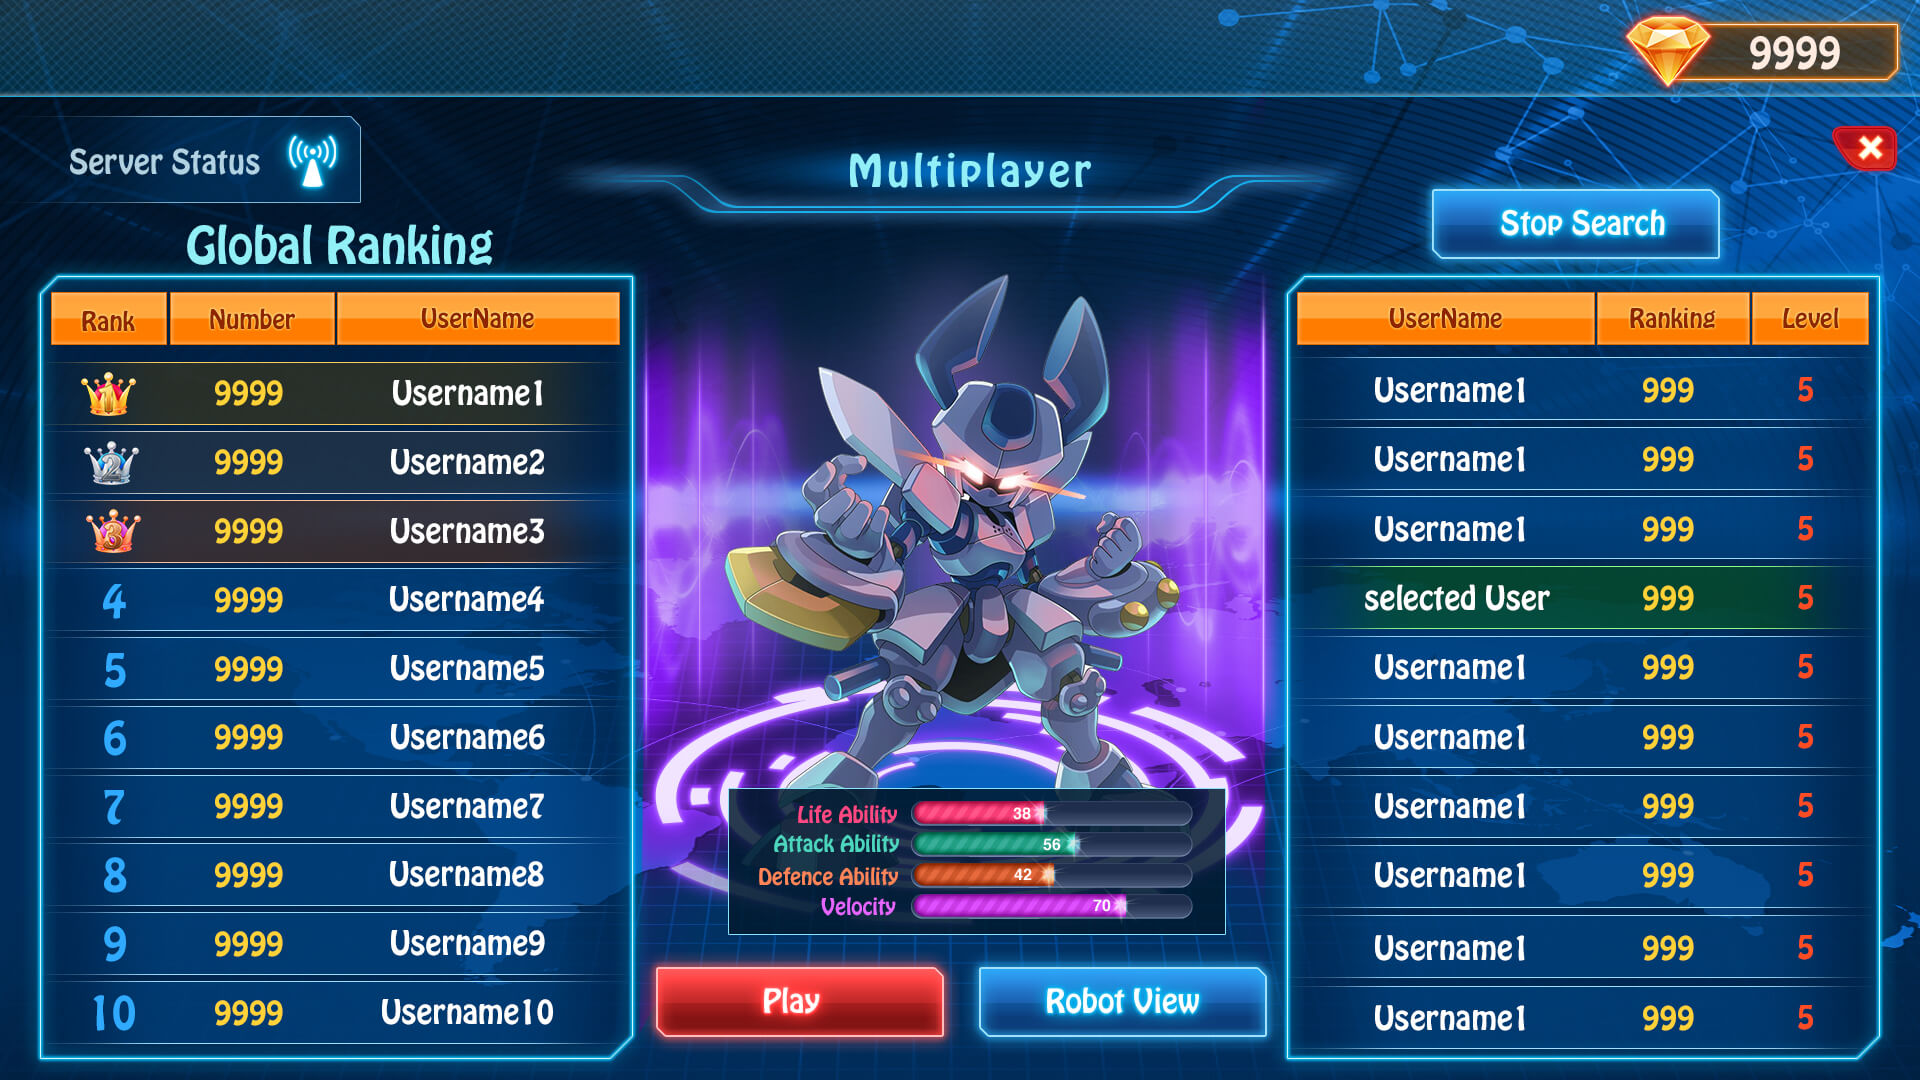 9999
Server Status
Multiplayer
Stop Search
Global Ranking
Rank Number UserName
1 9999 Username1
2 9999 Username2
3 9999 Username3
4 9999 Username4
5 9999 Username5
6 9999 Username6
7 9999 Username7
8 9999 Username8
9 9999 Username9
10 9999 Username10
Life Ability 38
Attack Ability 56
Defence Ability 42
Velocity 70
Play
Robot View
UserName Ranking Level
Username1 999 5
Username1 999 5
Username1 999 5
selected User 999 5
Username1 999 5
Username1 999 5
Username1 999 5
Username1 999 5
Username1 999 5
Username1 999 5